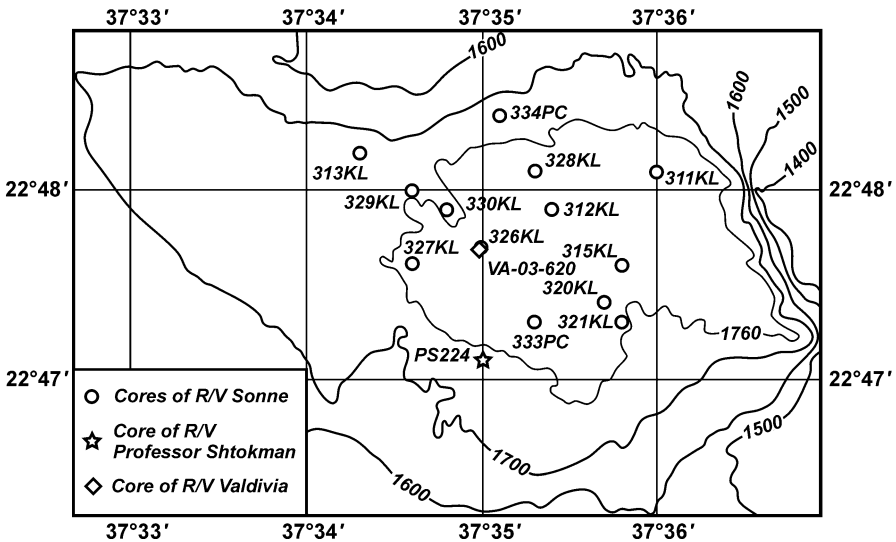 37°33′ 37°34′ 37°35′ 37°36′
1600
1600
1500
334PC
1400
328KL
313KL
311KL
22°48′ 22°48′
329KL 330KL
312KL
326KL
327KL 315KL
VA-03-620
320KL
321KL
1760
333PC
PS224
22°47′ 22°47′
Cores of R/V Sonne
Core of R/V
Professor Shtokman
Core of R/V Valdivia
1500
1700
1600
37°33′ 37°34′ 37°35′ 37°36′